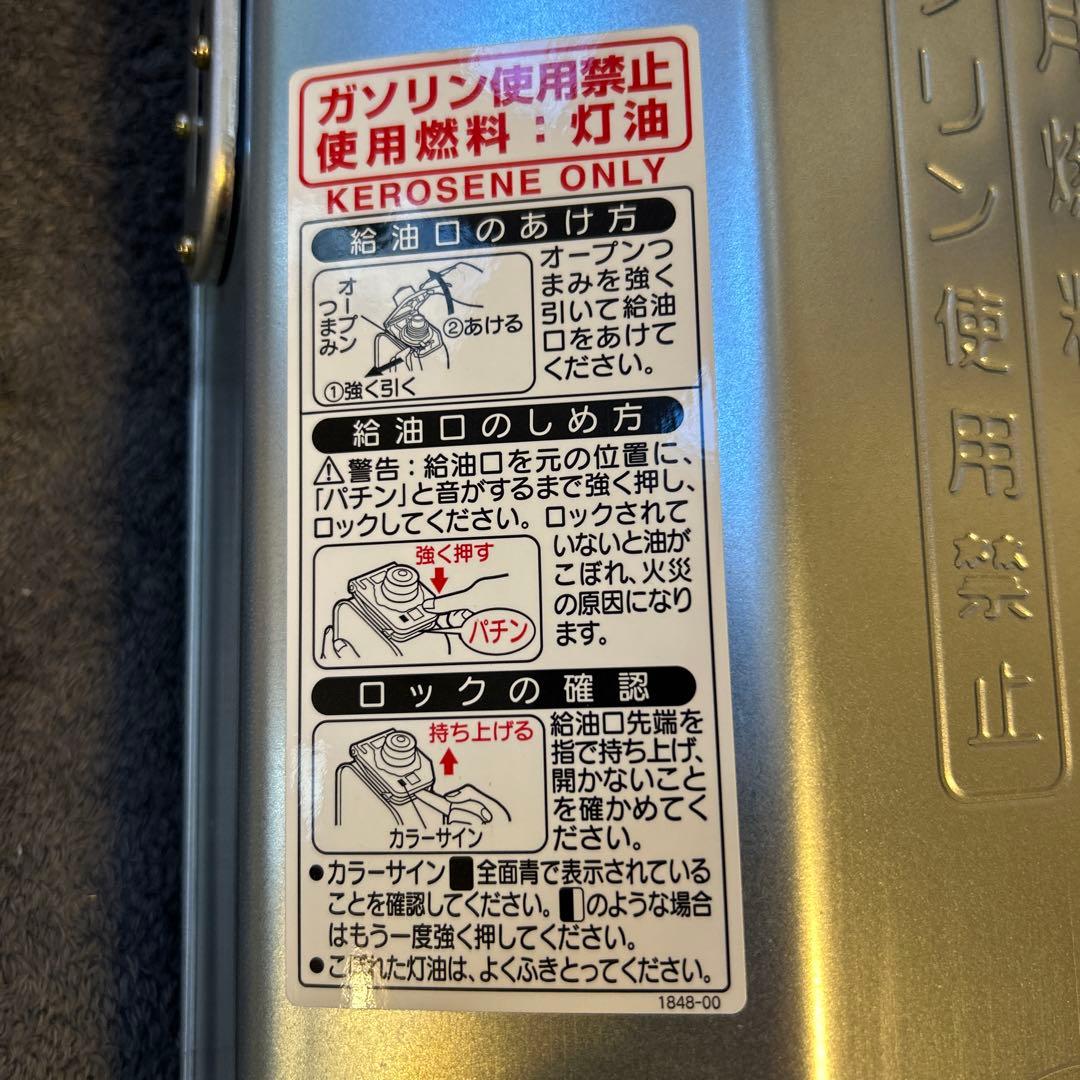 ガソリン使用禁止
使用燃料：灯油
KEROSENE ONLY
給油口のあけ方
オープンつまみ
②あける
①強く引く
オープンつ
まみを強く
引いて給油
口をあけて
ください。
給油口のしめ方
⚠警告：給油口を元の位置に、
「パチン」と音がするまで強く押し、
ロックしてください。ロックされて
いないと油が
こぼれ、火災
の原因になり
ます。
強く押す
パチン
ロックの確認
持ち上げる
カラーサイン
給油口先端を
指で持ち上げ、
開かないこと
を確かめてく
ださい。
●カラーサイン■全面青で表示されている
ことを確認してください。◧のような場合
はもう一度強く押してください。
●こぼれた灯油は、よくふきとってください。
1848-00
用燃料
リン使用禁止